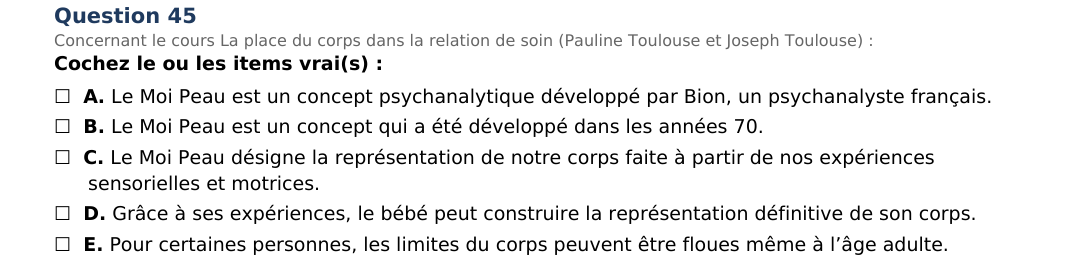 Question 45
Concernant le cours La place du corps dans la relation de soin (Pauline Toulouse et Joseph Toulouse) :
Cochez le ou les items vrai(s) :
☐ A. Le Moi Peau est un concept psychanalytique développé par Bion, un psychanalyste français.
☐ B. Le Moi Peau est un concept qui a été développé dans les années 70.
☐ C. Le Moi Peau désigne la représentation de notre corps faite à partir de nos expériences
sensorielles et motrices.
☐ D. Grâce à ses expériences, le bébé peut construire la représentation définitive de son corps.
☐ E. Pour certaines personnes, les limites du corps peuvent être floues même à l’âge adulte.